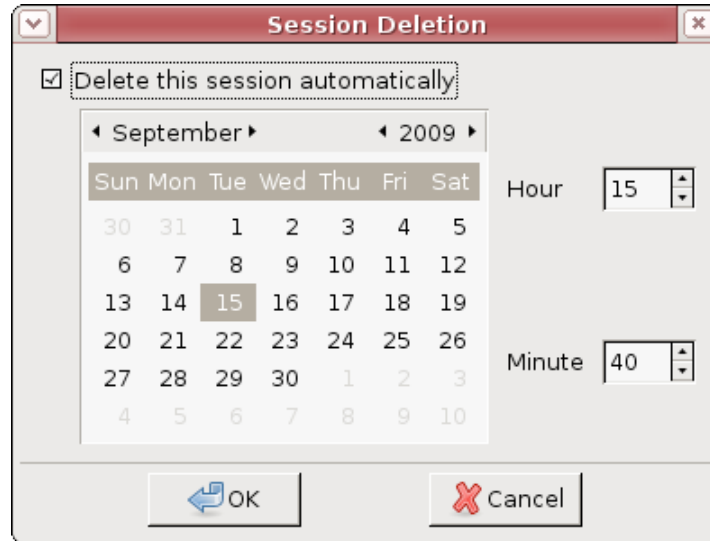 Session Deletion
Delete this session automatically
September 2009
Sun Mon Tue Wed Thu Fri Sat
30 31 1 2 3 4 5
6 7 8 9 10 11 12
13 14 15 16 17 18 19
20 21 22 23 24 25 26
27 28 29 30 1 2 3
4 5 6 7 8 9 10
Hour 15
Minute 40
OK Cancel